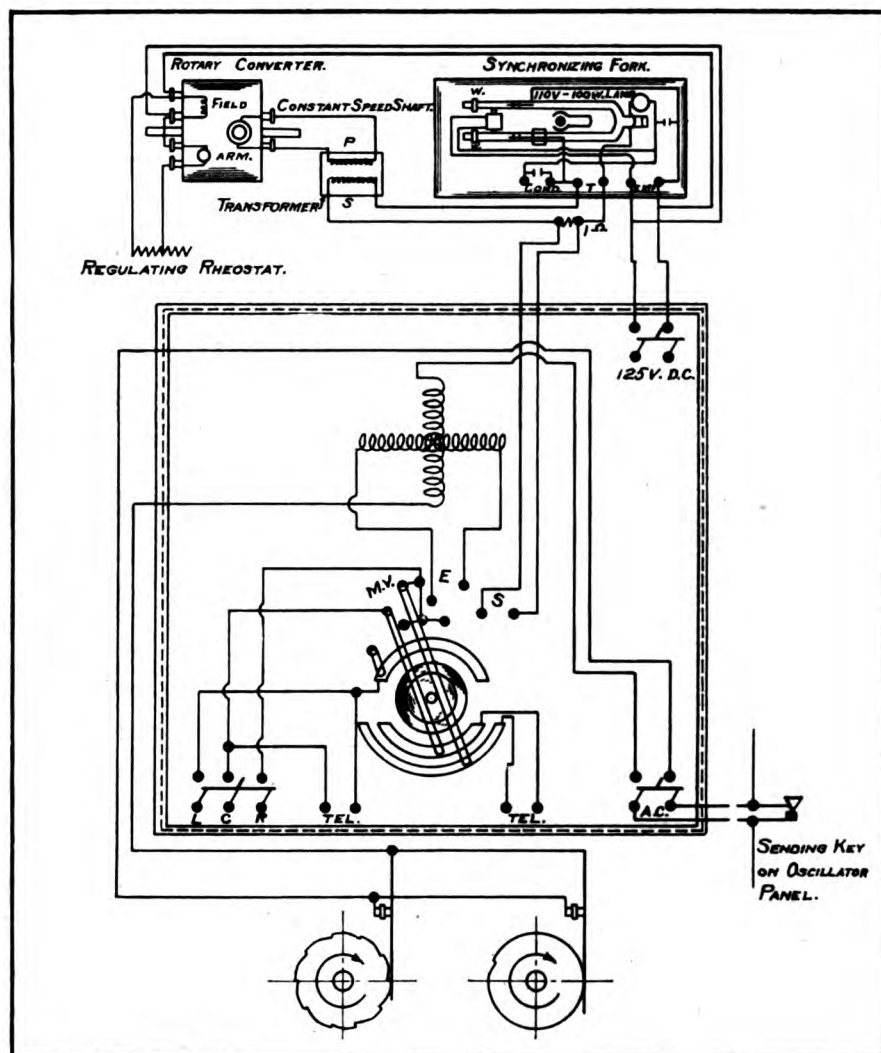 ROTARY CONVERTER.
SYNCHRONIZING FORK.
W.
110V-100W. LAMP
FIELD
CONSTANT SPEED SHAFT.
ARM.
P
S
COND.
T
TRANSFORMER
1 Ω
REGULATING RHEOSTAT.
125V. D.C.
M.V.
E
S
L
C
R
TEL.
TEL.
A.C.
SENDING KEY
ON OSCILLATOR
PANEL.